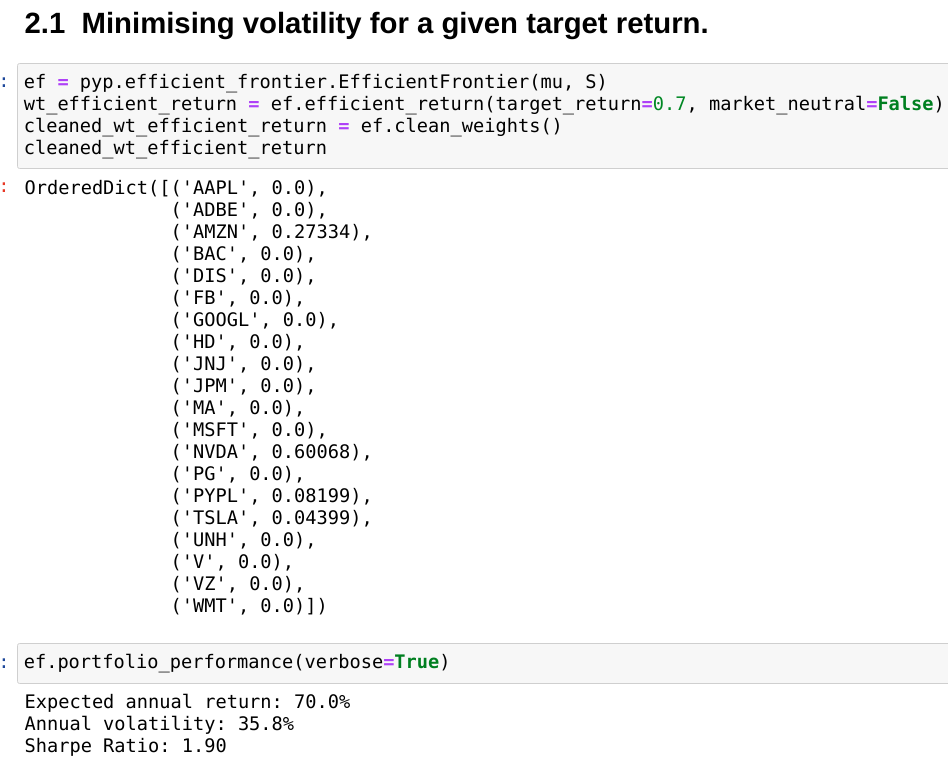 2.1 Minimising volatility for a given target return.
: ef = pyp.efficient_frontier.EfficientFrontier(mu, S)
wt_efficient_return = ef.efficient_return(target_return=0.7, market_neutral=False)
cleaned_wt_efficient_return = ef.clean_weights()
cleaned_wt_efficient_return
: OrderedDict([('AAPL', 0.0),
('ADBE', 0.0),
('AMZN', 0.27334),
('BAC', 0.0),
('DIS', 0.0),
('FB', 0.0),
('GOOGL', 0.0),
('HD', 0.0),
('JNJ', 0.0),
('JPM', 0.0),
('MA', 0.0),
('MSFT', 0.0),
('NVDA', 0.60068),
('PG', 0.0),
('PYPL', 0.08199),
('TSLA', 0.04399),
('UNH', 0.0),
('V', 0.0),
('VZ', 0.0),
('WMT', 0.0)])
: ef.portfolio_performance(verbose=True)
Expected annual return: 70.0%
Annual volatility: 35.8%
Sharpe Ratio: 1.90